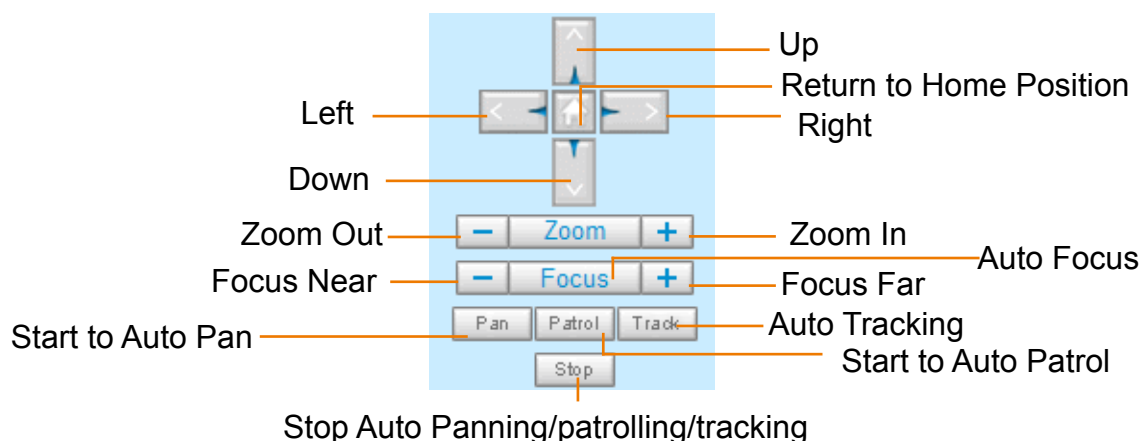 Up
Return to Home Position
Left
Right
Down
Zoom Out
− Zoom +
Zoom In
Auto Focus
Focus Near
− Focus +
Focus Far
Pan Patrol Track
Auto Tracking
Start to Auto Pan
Start to Auto Patrol
Stop
Stop Auto Panning/patrolling/tracking